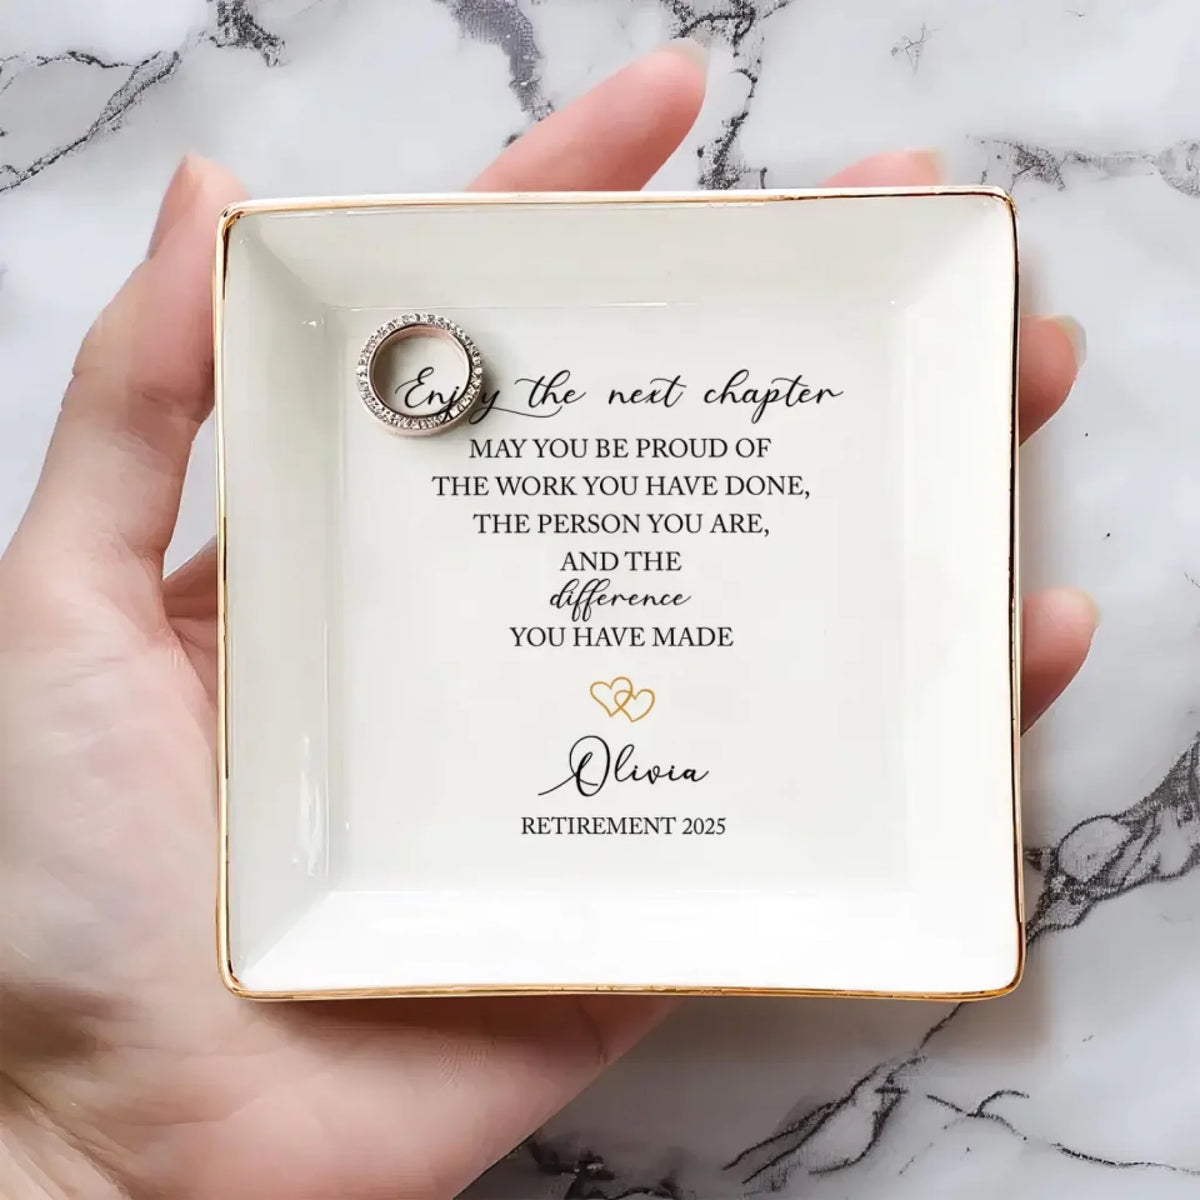 Enjoy the next chapter
MAY YOU BE PROUD OF
THE WORK YOU HAVE DONE,
THE PERSON YOU ARE,
AND THE
difference
YOU HAVE MADE
Olivia
RETIREMENT 2025